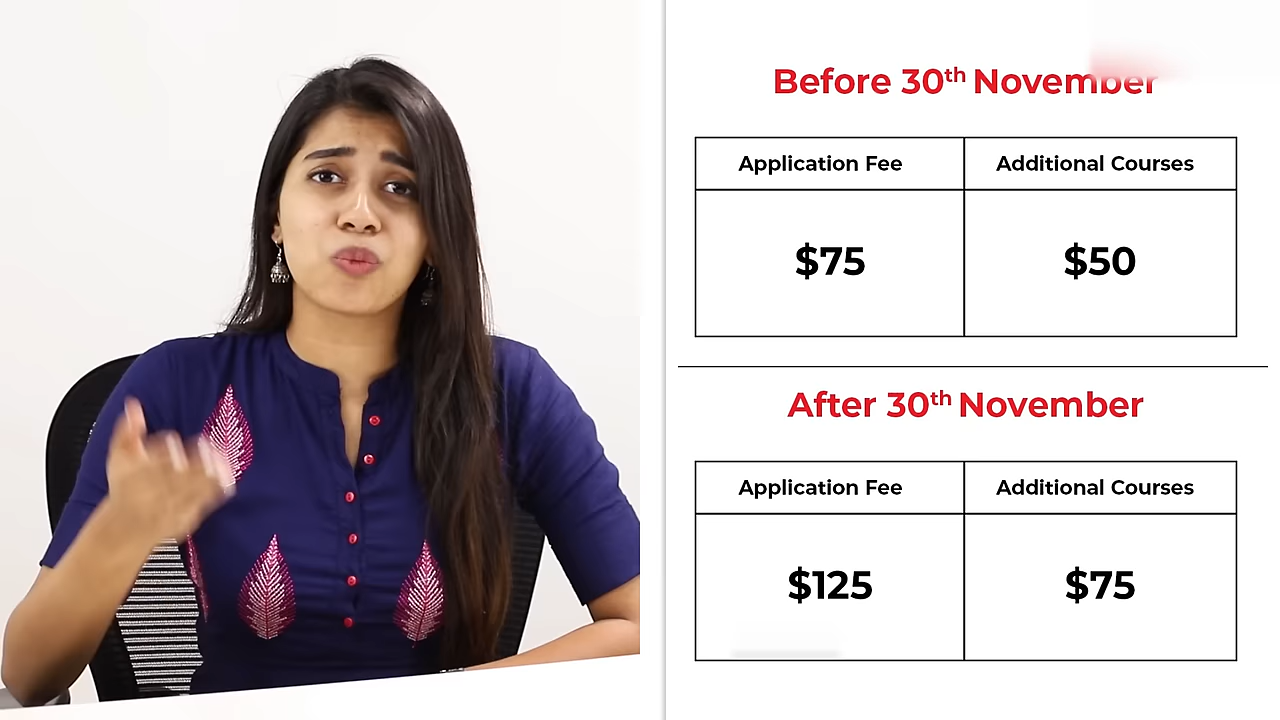 Before 30th November
Application Fee
Additional Courses
$75
$50
After 30th November
Application Fee
Additional Courses
$125
$75